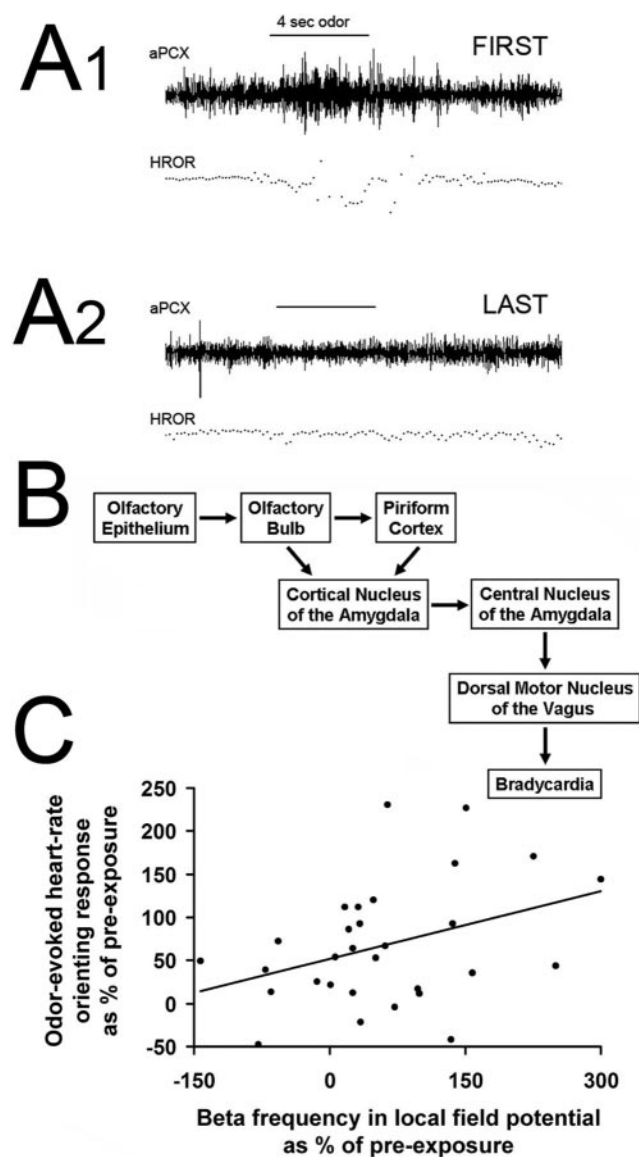 A1
4 sec odor
aPCX
FIRST
HROR
A2
aPCX
LAST
HROR
B
Olfactory
Epithelium
Olfactory
Bulb
Piriform
Cortex
Cortical Nucleus
of the Amygdala
Central Nucleus
of the Amygdala
Dorsal Motor Nucleus
of the Vagus
Bradycardia
C
Odor-evoked heart-rate
orienting response
as % of pre-exposure
250
200
150
100
50
0
-50
-150
0
150
300
Beta frequency in local field potential
as % of pre-exposure